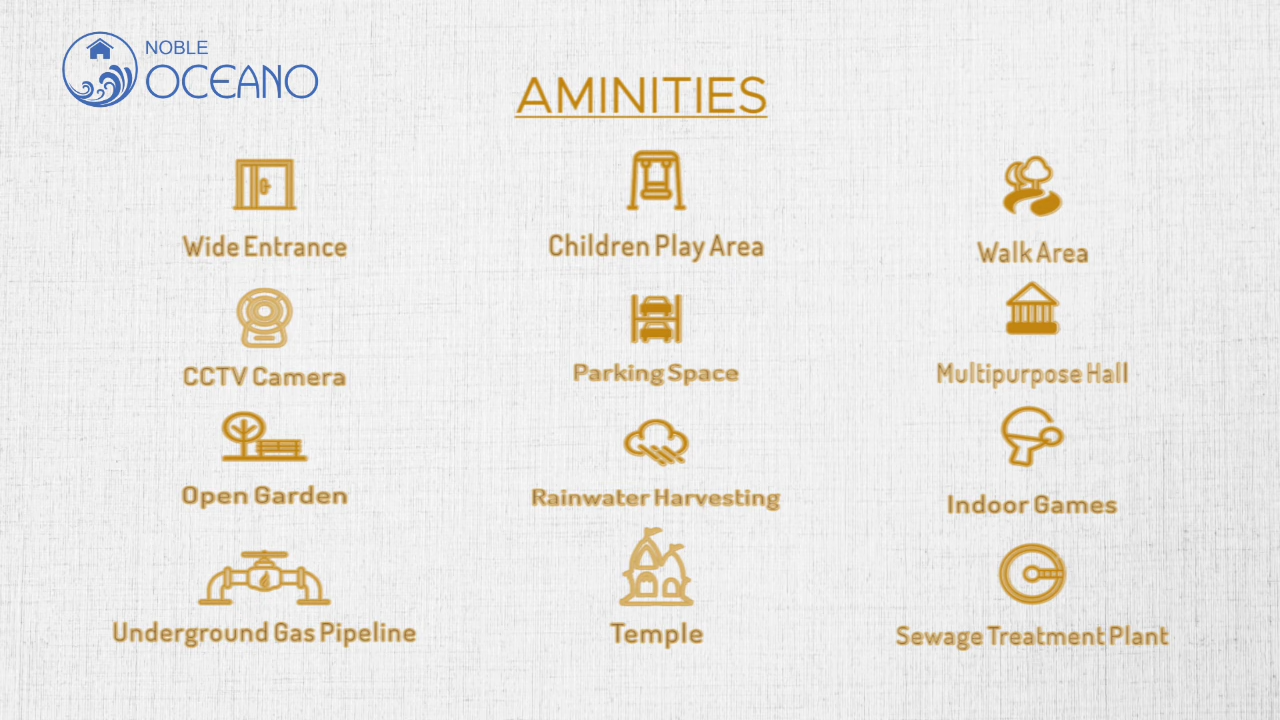 NOBLE
OCEANO
AMINITIES
Wide Entrance
Children Play Area
Walk Area
CCTV Camera
Parking Space
Multipurpose Hall
Open Garden
Rainwater Harvesting
Indoor Games
Underground Gas Pipeline
Temple
Sewage Treatment Plant